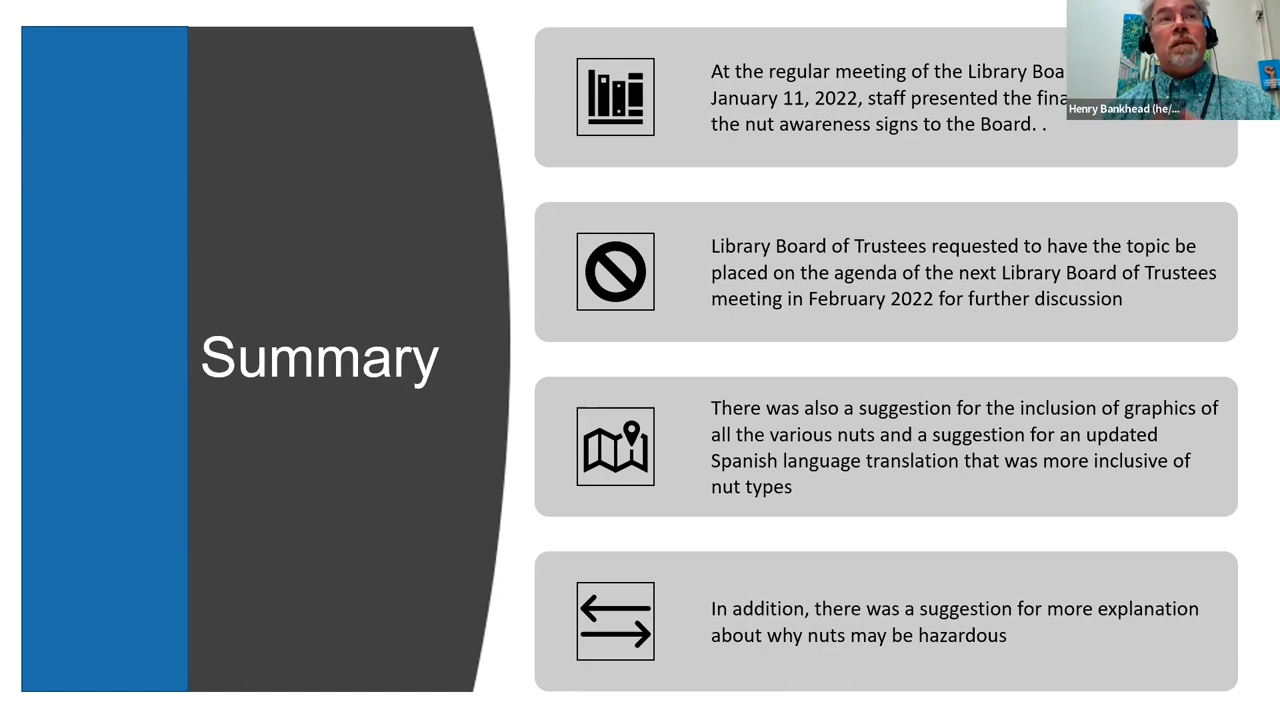 Summary
At the regular meeting of the Library
January 11, 2022, staff presented the
the nut awareness signs to the Board. .
Library Board of Trustees requested to have the topic be
placed on the agenda of the next Library Board of Trustees
meeting in February 2022 for further discussion
There was also a suggestion for the inclusion of graphics of
all the various nuts and a suggestion for an updated
Spanish language translation that was more inclusive of
nut types
In addition, there was a suggestion for more explanation
about why nuts may be hazardous
Henry Bankhead (he/...